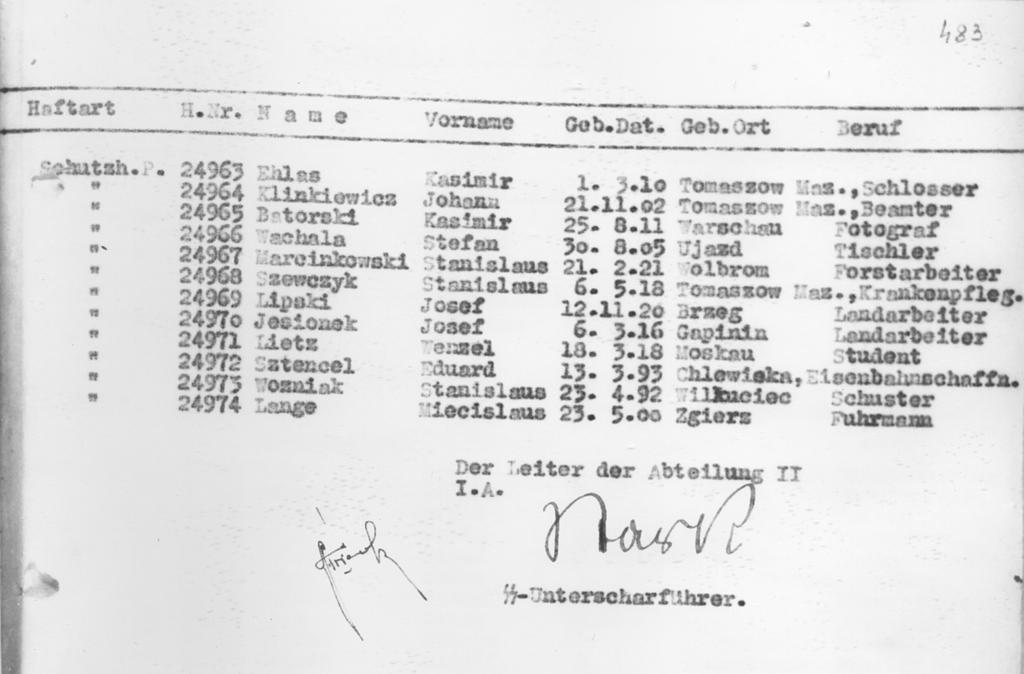 483
Haftart H.Nr. N a m e Vorname Geb.Dat. Geb.Ort Beruf
Schutzh.P. 24963 Ehlas Kasimir 1. 3.10 Tomaszow Maz.,Schlosser
" 24964 Klinkiewicz Johann 21.11.02 Tomaszow Maz.,Beamter
" 24965 Batorski Kasimir 25. 8.11 Warschau Fotograf
" 24966 Wachala Stefan 30. 8.05 Ujazd Tischler
" 24967 Marcinkowski Stanislaus 21. 2.21 Wolbrom Forstarbeiter
" 24968 Szewczyk Stanislaus 6. 5.18 Tomaszow Maz.,Krankenpfleg.
" 24969 Lipski Josef 12.11.20 Brzeg Landarbeiter
" 24970 Jesionek Josef 6. 3.16 Gapinin Landarbeiter
" 24971 Lietz Wenzel 18. 3.18 Moskau Student
" 24972 Sztencel Eduard 13. 3.93 Chlewiska,Eisenbahnschaffn.
" 24973 Wozniak Stanislaus 23. 4.92 Wilkuciec Schuster
" 24974 Lange Miecislaus 23. 5.00 Zgierz Fuhrmann
Der Leiter der Abteilung II
I.A.
SS-Unterscharführer.